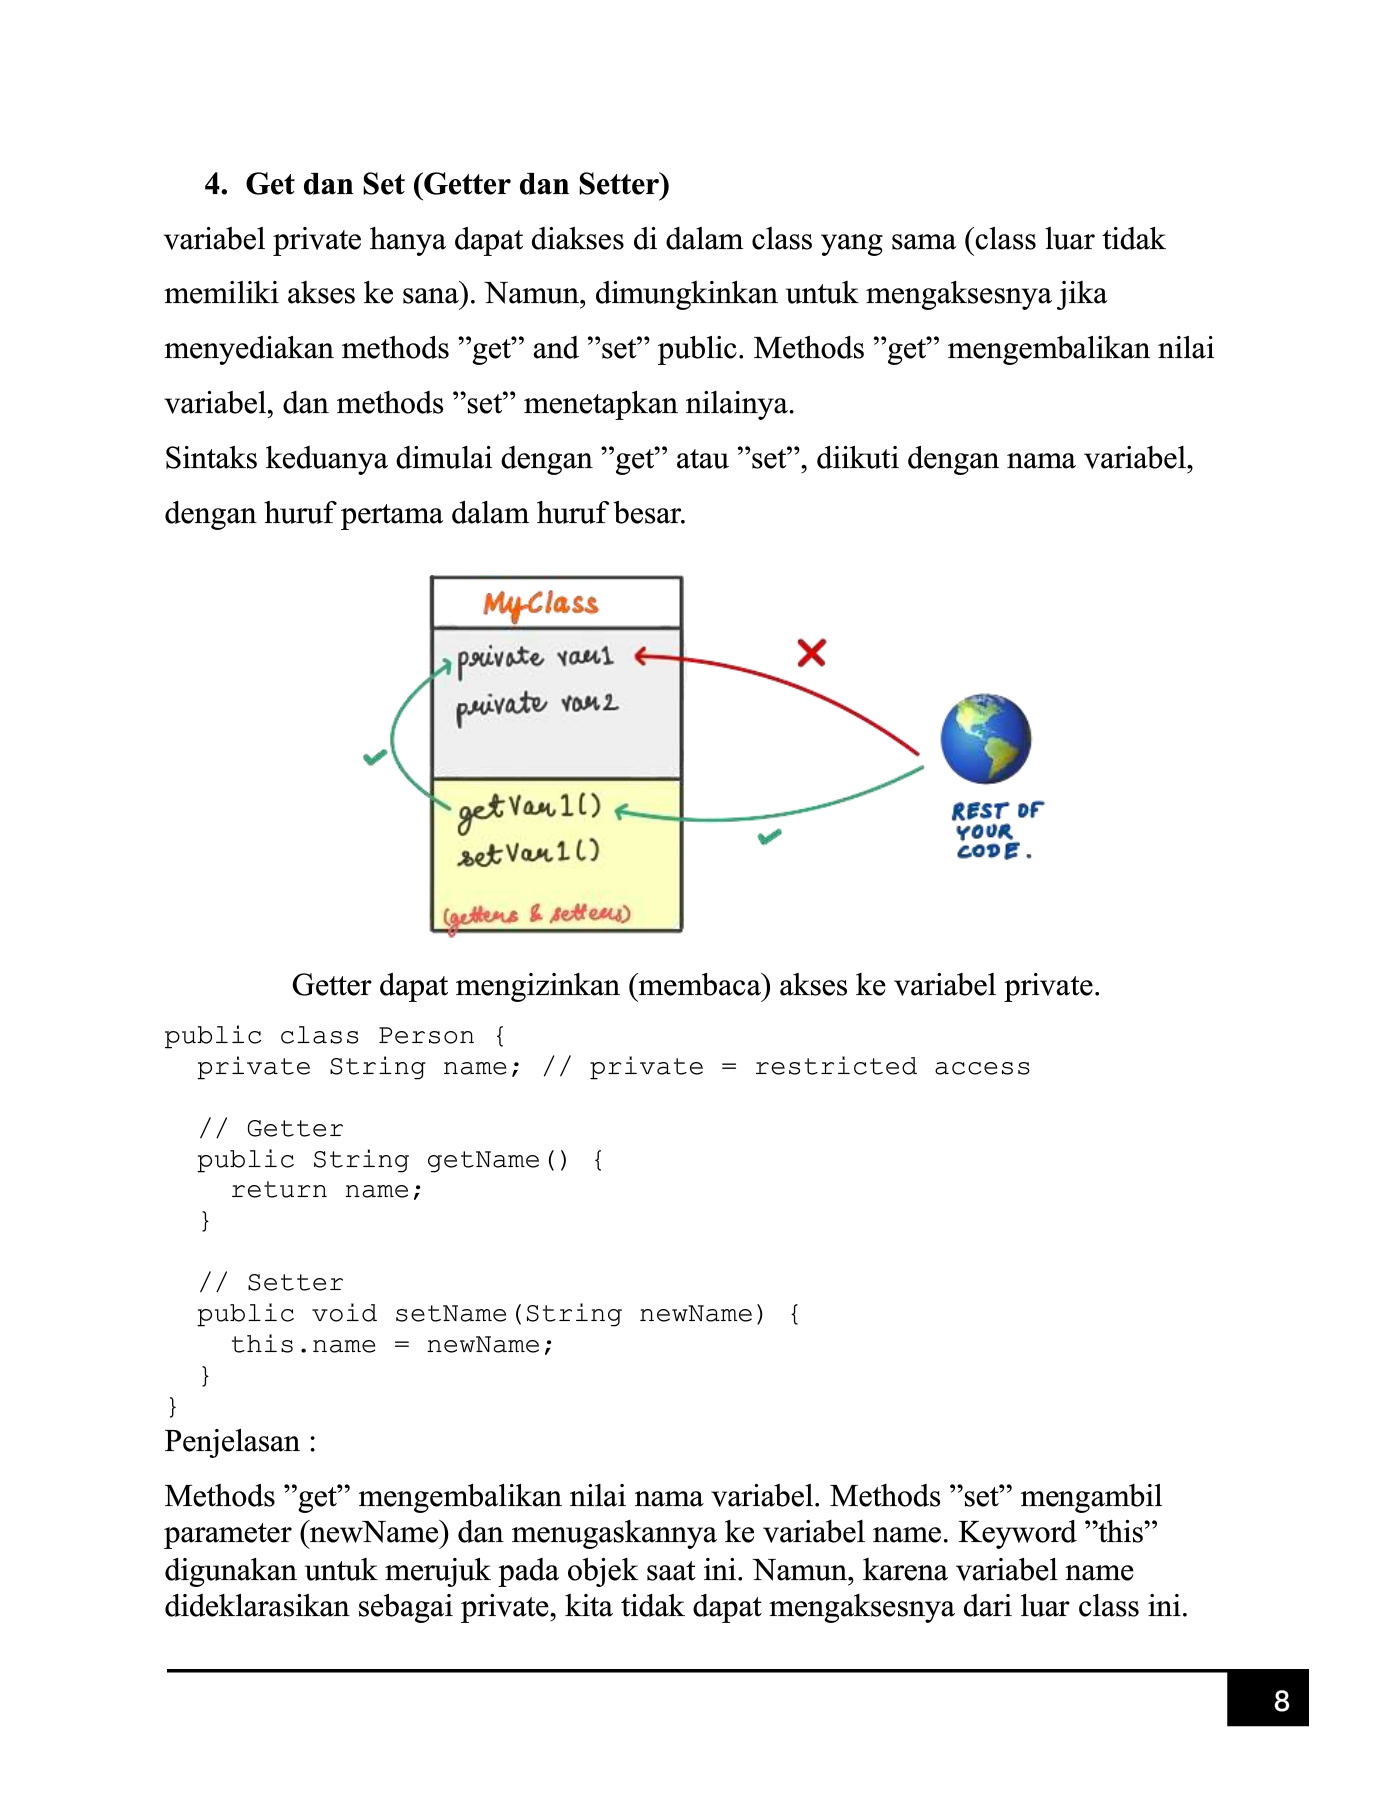 4. Get dan Set (Getter dan Setter)
variabel private hanya dapat diakses di dalam class yang sama (class luar tidak
memiliki akses ke sana). Namun, dimungkinkan untuk mengaksesnya jika
menyediakan methods ”get” and ”set” public. Methods ”get” mengembalikan nilai
variabel, dan methods ”set” menetapkan nilainya.
Sintaks keduanya dimulai dengan ”get” atau ”set”, diikuti dengan nama variabel,
dengan huruf pertama dalam huruf besar.
MyClass
private var1
private var2
getVar1()
setVar1()
(getters & setters)
REST OF
YOUR
CODE.
Getter dapat mengizinkan (membaca) akses ke variabel private.
public class Person {
  private String name; // private = restricted access
  // Getter
  public String getName() {
    return name;
  }
  // Setter
  public void setName(String newName) {
    this.name = newName;
  }
}
Penjelasan :
Methods ”get” mengembalikan nilai nama variabel. Methods ”set” mengambil
parameter (newName) dan menugaskannya ke variabel name. Keyword ”this”
digunakan untuk merujuk pada objek saat ini. Namun, karena variabel name
dideklarasikan sebagai private, kita tidak dapat mengaksesnya dari luar class ini.
8